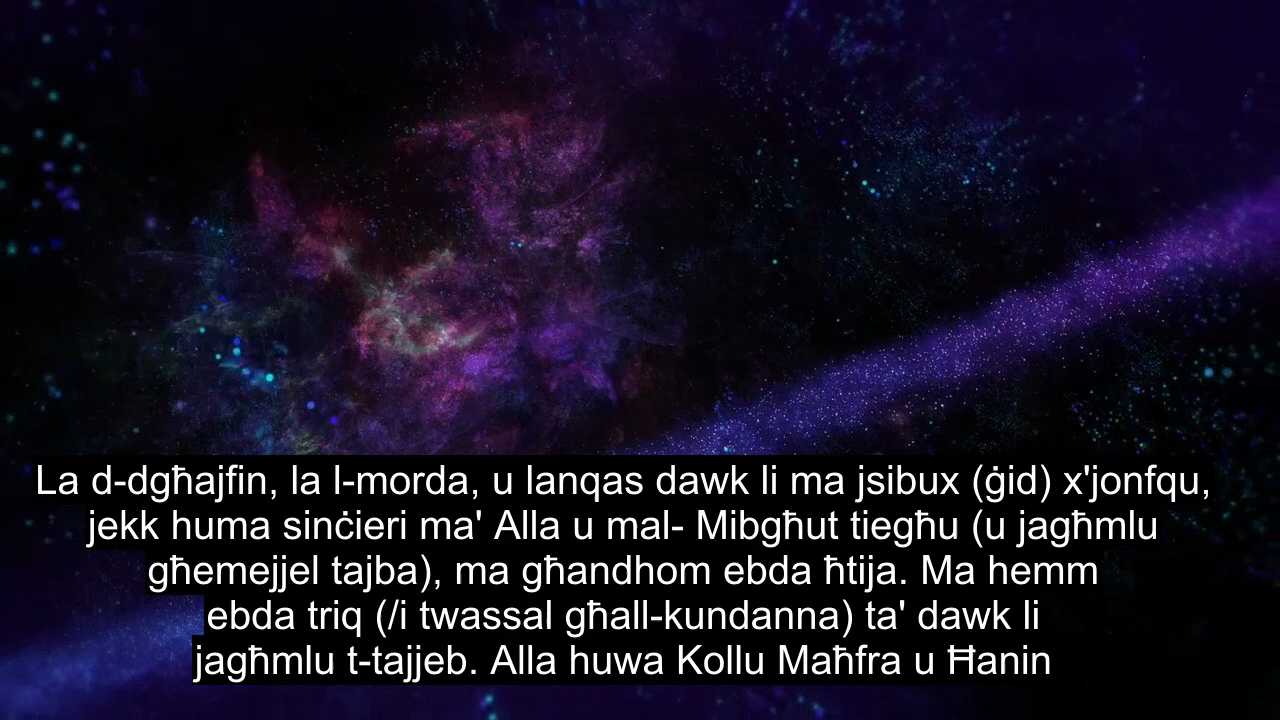 La d-dgħajfin, la l-morda, u lanqas dawk li ma jsibux (ġid) x'jonfqu,
jekk huma sinċieri ma' Alla u mal- Mibgħut tiegħu (u jagħmlu
għemejjel tajba), ma għandhom ebda ħtija. Ma hemm
ebda triq (/i twassal għall-kundanna) ta' dawk li
jagħmlu t-tajjeb. Alla huwa Kollu Maħfra u Ħanin